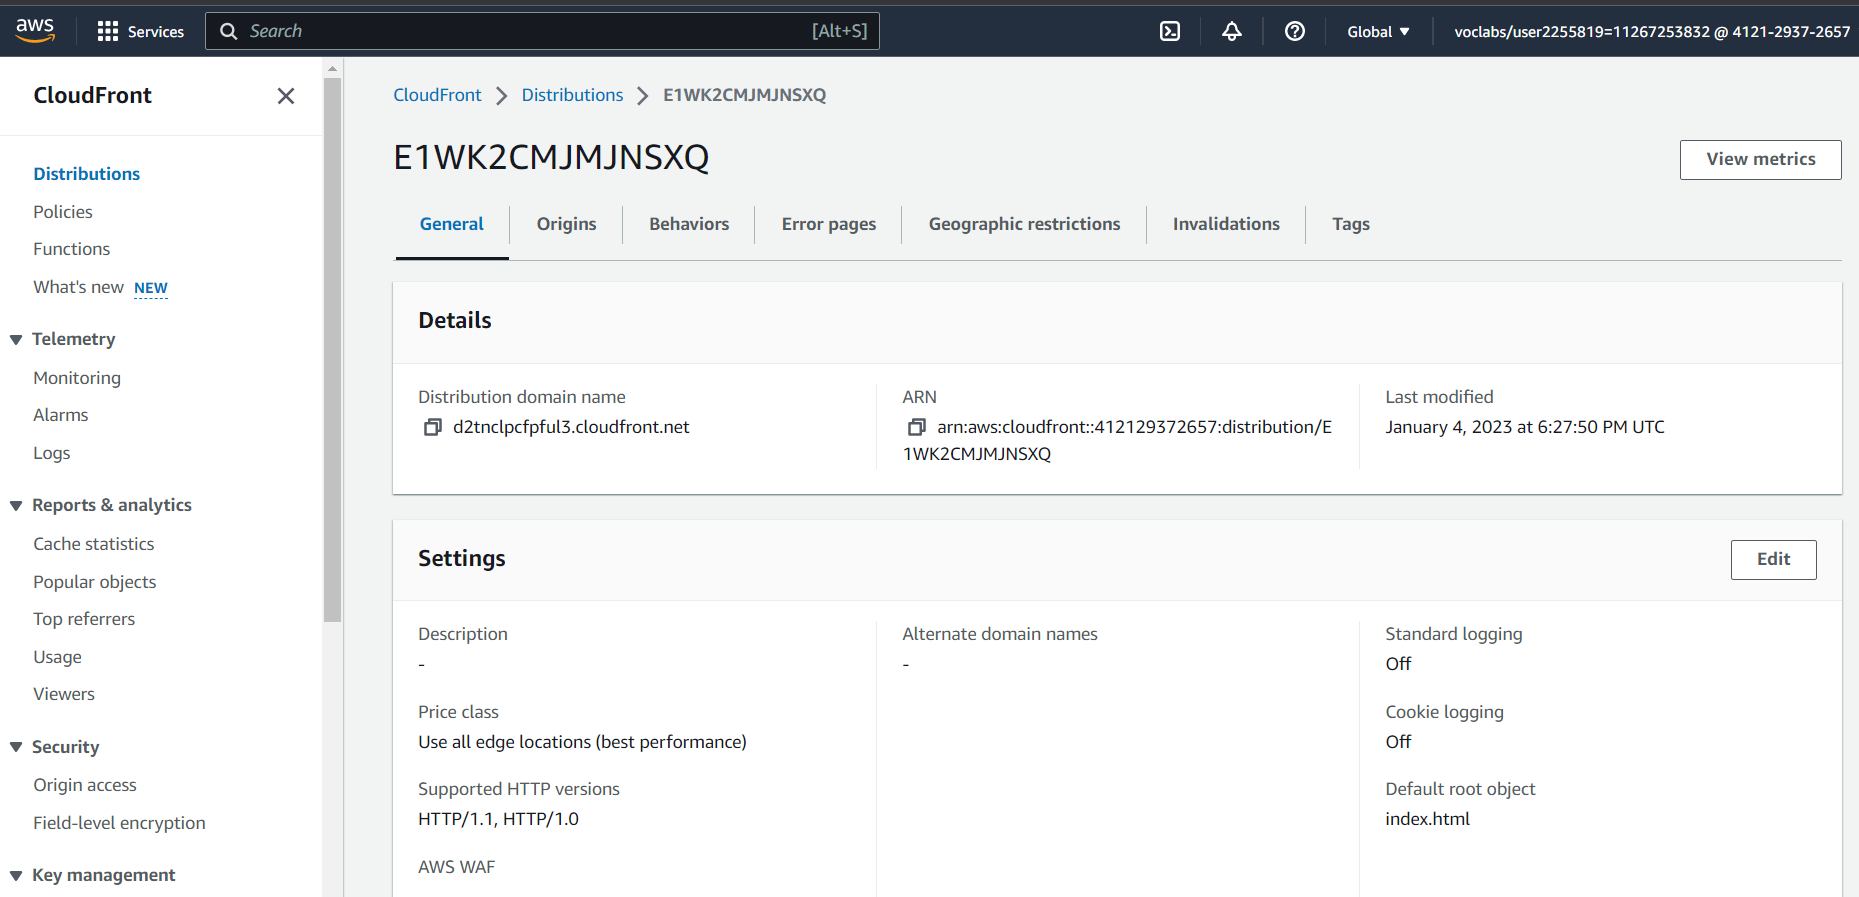 aws
Services
Search
[Alt+S]
Global
voclabs/user2255819=11267253832 @ 4121-2937-2657
CloudFront
Distributions
Policies
Functions
What's new NEW
Telemetry
Monitoring
Alarms
Logs
Reports & analytics
Cache statistics
Popular objects
Top referrers
Usage
Viewers
Security
Origin access
Field-level encryption
Key management
CloudFront > Distributions > E1WK2CMJMJNSXQ
E1WK2CMJMJNSXQ
View metrics
General
Origins
Behaviors
Error pages
Geographic restrictions
Invalidations
Tags
Details
Distribution domain name
d2tnclpcfpful3.cloudfront.net
ARN
arn:aws:cloudfront::412129372657:distribution/E
1WK2CMJMJNSXQ
Last modified
January 4, 2023 at 6:27:50 PM UTC
Settings
Edit
Description
-
Price class
Use all edge locations (best performance)
Supported HTTP versions
HTTP/1.1, HTTP/1.0
AWS WAF
Alternate domain names
-
Standard logging
Off
Cookie logging
Off
Default root object
index.html